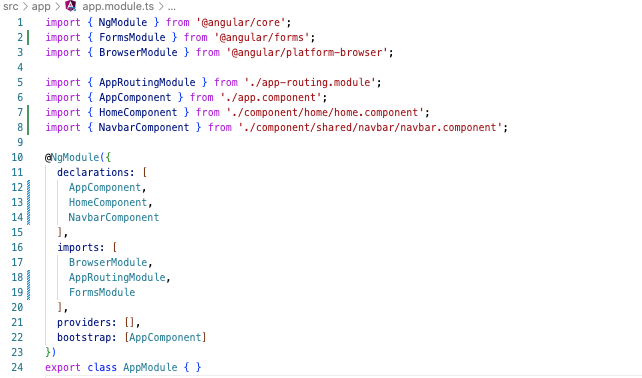 src > app > app.module.ts > ...
1 import { NgModule } from '@angular/core';
2 import { FormsModule } from '@angular/forms';
3 import { BrowserModule } from '@angular/platform-browser';
4
5 import { AppRoutingModule } from './app-routing.module';
6 import { AppComponent } from './app.component';
7 import { HomeComponent } from './component/home/home.component';
8 import { NavbarComponent } from './component/shared/navbar/navbar.component';
9
10 @NgModule({
11   declarations: [
12     AppComponent,
13     HomeComponent,
14     NavbarComponent
15   ],
16   imports: [
17     BrowserModule,
18     AppRoutingModule,
19     FormsModule
20   ],
21   providers: [],
22   bootstrap: [AppComponent]
23 })
24 export class AppModule { }